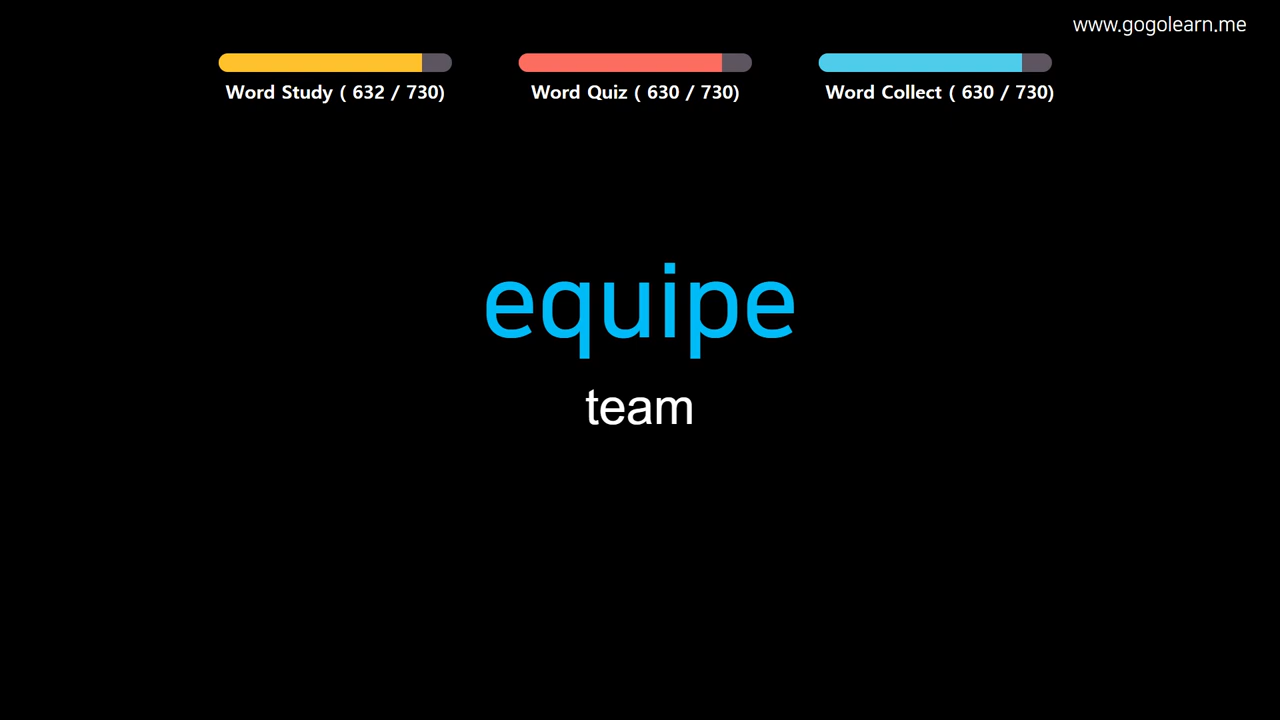 www.gogolearn.me
Word Study ( 632 / 730)
Word Quiz ( 630 / 730)
Word Collect ( 630 / 730)
equipe
team